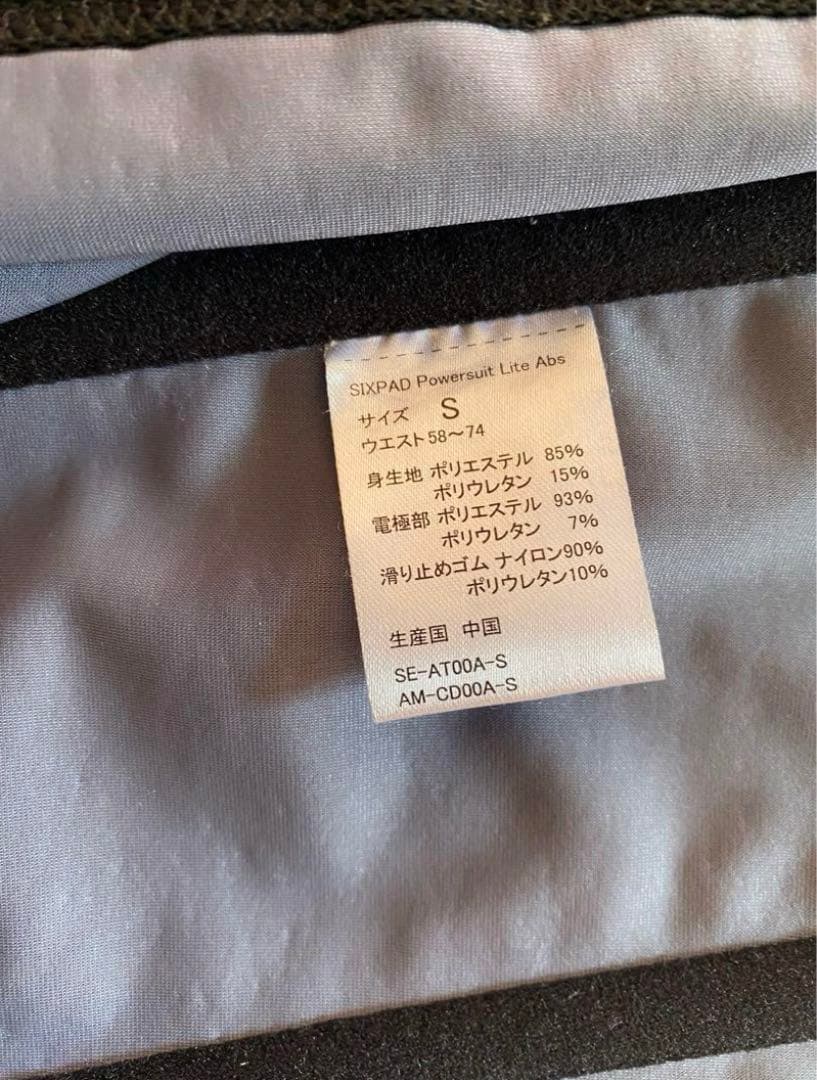 SIXPAD Powersuit Lite Abs
サイズ S
ウエスト58～74
身生地 ポリエステル 85%
ポリウレタン 15%
電極部 ポリエステル 93%
ポリウレタン 7%
滑り止めゴム ナイロン90%
ポリウレタン10%
生産国 中国
SE-AT00A-S
AM-CD00A-S